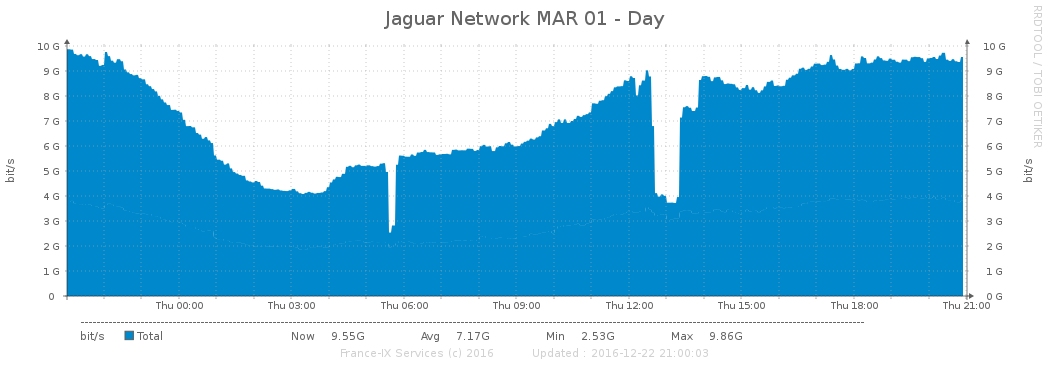 Jaguar Network MAR 01 - Day
RRDTOOL / TOBI OETIKER
10 G 10 G
9 G 9 G
8 G 8 G
7 G 7 G
6 G 6 G
5 G 5 G
4 G 4 G
3 G 3 G
2 G 2 G
1 G 1 G
0 0 G
bit/s bit/s
Thu 00:00 Thu 03:00 Thu 06:00 Thu 09:00 Thu 12:00 Thu 15:00 Thu 18:00 Thu 21:00
bit/s Total Now 9.55G Avg 7.17G Min 2.53G Max 9.86G
France-IX Services (c) 2016 Updated : 2016-12-22 21:00:03